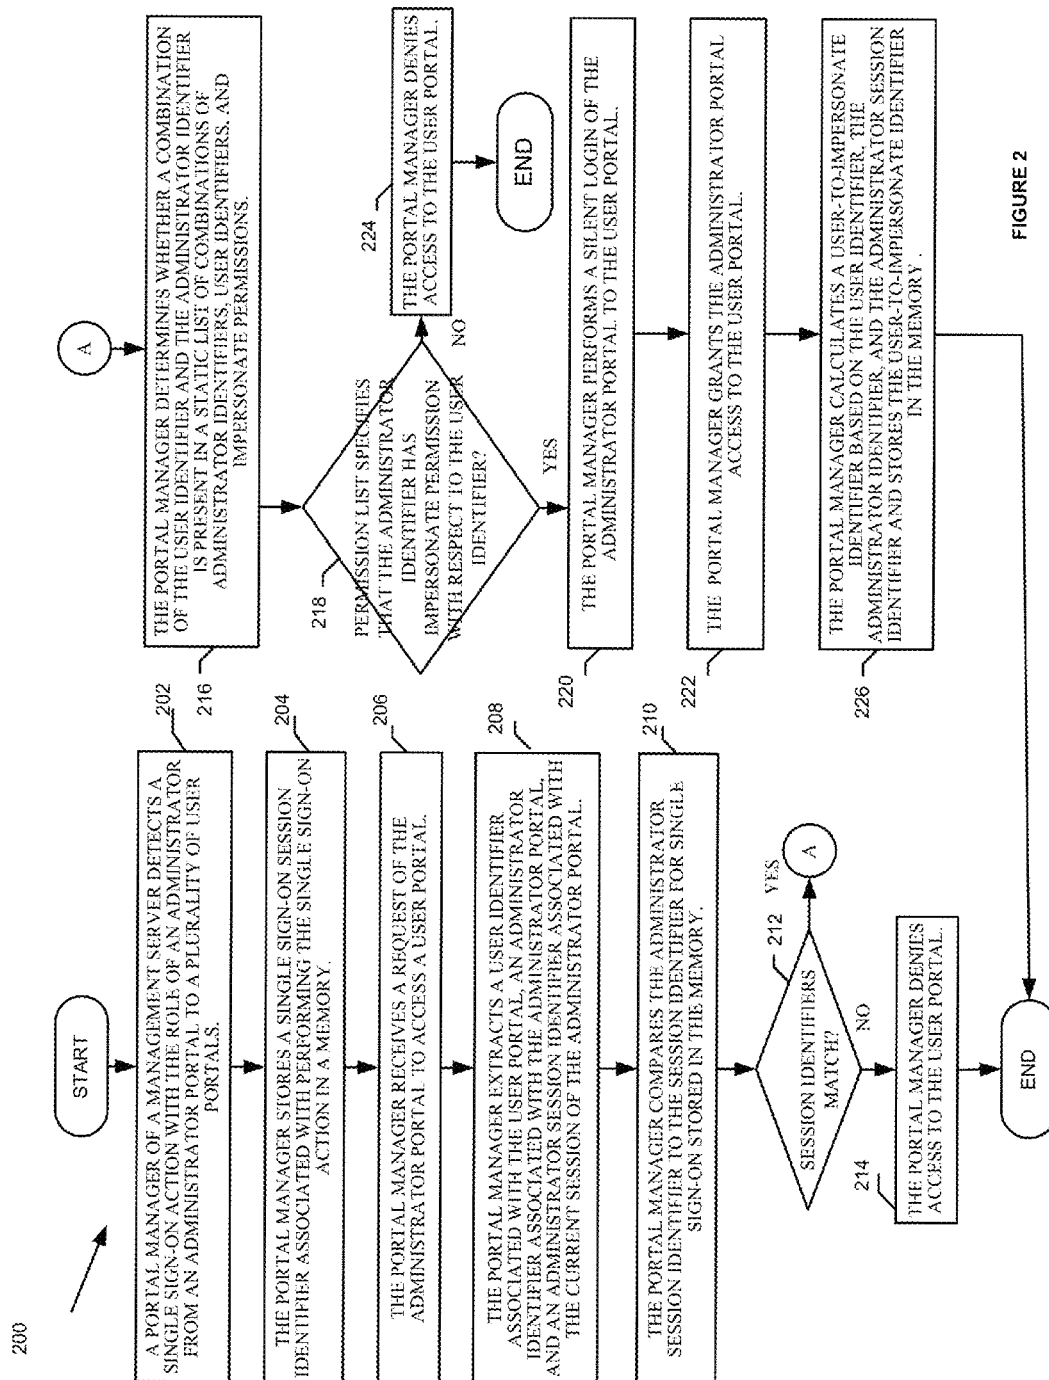 200
START
202
A PORTAL MANAGER OF A MANAGEMENT SERVER DETECTS A
SINGLE SIGN-ON ACTION WITH THE ROLE OF AN ADMINISTRATOR
FROM AN ADMINISTRATOR PORTAL TO A PLURALITY OF USER
PORTALS.
204
THE PORTAL MANAGER STORES A SINGLE SIGN-ON SESSION
IDENTIFIER ASSOCIATED WITH PERFORMING THE SINGLE SIGN-ON
ACTION IN A MEMORY.
206
THE PORTAL MANAGER RECEIVES A REQUEST OF THE
ADMINISTRATOR PORTAL TO ACCESS A USER PORTAL.
208
THE PORTAL MANAGER EXTRACTS A USER IDENTIFIER
ASSOCIATED WITH THE USER PORTAL, AN ADMINISTRATOR
IDENTIFIER ASSOCIATED WITH THE ADMINISTRATOR PORTAL,
AND AN ADMINISTRATOR SESSION IDENTIFIER ASSOCIATED WITH
THE CURRENT SESSION OF THE ADMINISTRATOR PORTAL.
210
THE PORTAL MANAGER COMPARES THE ADMINISTRATOR
SESSION IDENTIFIER TO THE SESSION IDENTIFIER FOR SINGLE
SIGN-ON STORED IN THE MEMORY.
212
SESSION IDENTIFIERS
MATCH?
YES
A
NO
214
THE PORTAL MANAGER DENIES
ACCESS TO THE USER PORTAL.
END
A
THE PORTAL MANAGER DETERMINES WHETHER A COMBINATION
OF THE USER IDENTIFIER AND THE ADMINISTRATOR IDENTIFIER
IS PRESENT IN A STATIC LIST OF COMBINATIONS OF
ADMINISTRATOR IDENTIFIERS, USER IDENTIFIERS, AND
IMPERSONATE PERMISSIONS.
216
218
PERMISSION LIST SPECIFIES
THAT THE ADMINISTRATOR
IDENTIFIER HAS
IMPERSONATE PERMISSION
WITH RESPECT TO THE USER
IDENTIFIER?
NO
224
THE PORTAL MANAGER DENIES
ACCESS TO THE USER PORTAL.
END
YES
THE PORTAL MANAGER PERFORMS A SILENT LOGIN OF THE
ADMINISTRATOR PORTAL TO THE USER PORTAL.
220
THE PORTAL MANAGER GRANTS THE ADMINISTRATOR PORTAL
ACCESS TO THE USER PORTAL.
222
THE PORTAL MANAGER CALCULATES A USER-TO-IMPERSONATE
IDENTIFIER BASED ON THE USER IDENTIFIER, THE
ADMINISTRATOR IDENTIFIER, AND THE ADMINISTRATOR SESSION
IDENTIFIER AND STORES THE USER-TO-IMPERSONATE IDENTIFIER
IN THE MEMORY .
226
FIGURE 2